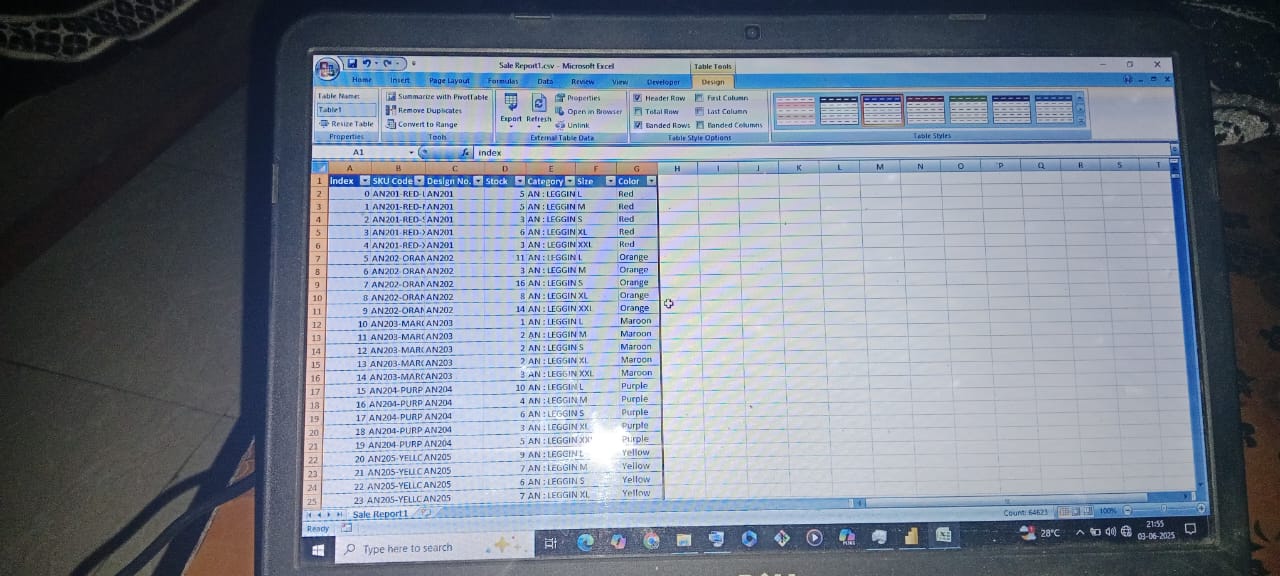 Sale Report1.csv - Microsoft Excel
Table Tools
Home Insert Page Layout Formulas Data Review View Developer Design
Table Name: Summarize with PivotTable Properties Header Row First Column
Table1 Remove Duplicates Export Refresh Open in Browser Total Row Last Column
Resize Table Convert to Range Unlink Banded Rows Banded Columns
Properties Tools External Table Data Table Style Options Table Styles
A1 fx index
A B C D E F G H I J K L M N O P Q R S T
1 index SKU Code Design No. Stock Category Size Color
2 0 AN201-RED-L AN201 5 AN : LEGGIN L Red
3 1 AN201-RED-M AN201 5 AN : LEGGIN M Red
4 2 AN201-RED-S AN201 3 AN : LEGGIN S Red
5 3 AN201-RED-X AN201 6 AN : LEGGIN XL Red
6 4 AN201-RED-X AN201 3 AN : LEGGIN XXL Red
7 5 AN202-ORAN AN202 11 AN : LEGGIN L Orange
8 6 AN202-ORAN AN202 3 AN : LEGGIN M Orange
9 7 AN202-ORAN AN202 16 AN : LEGGIN S Orange
10 8 AN202-ORAN AN202 8 AN : LEGGIN XL Orange
11 9 AN202-ORAN AN202 14 AN : LEGGIN XXL Orange
12 10 AN203-MARO AN203 1 AN : LEGGIN L Maroon
13 11 AN203-MARO AN203 2 AN : LEGGIN M Maroon
14 12 AN203-MARO AN203 2 AN : LEGGIN S Maroon
15 13 AN203-MARO AN203 2 AN : LEGGIN XL Maroon
16 14 AN203-MARO AN203 3 AN : LEGGIN XXL Maroon
17 15 AN204-PURP AN204 10 AN : LEGGIN L Purple
18 16 AN204-PURP AN204 4 AN : LEGGIN M Purple
19 17 AN204-PURP AN204 6 AN : LEGGIN S Purple
20 18 AN204-PURP AN204 3 AN : LEGGIN XL Purple
21 19 AN204-PURP AN204 5 AN : LEGGIN XXL Purple
22 20 AN205-YELLO AN205 9 AN : LEGGIN L Yellow
23 21 AN205-YELLO AN205 7 AN : LEGGIN M Yellow
24 22 AN205-YELLO AN205 6 AN : LEGGIN S Yellow
25 23 AN205-YELLO AN205 7 AN : LEGGIN XL Yellow
Sale Report1
Ready Count: 64623 100%
Type here to search 28°C 21:55
03-06-2025